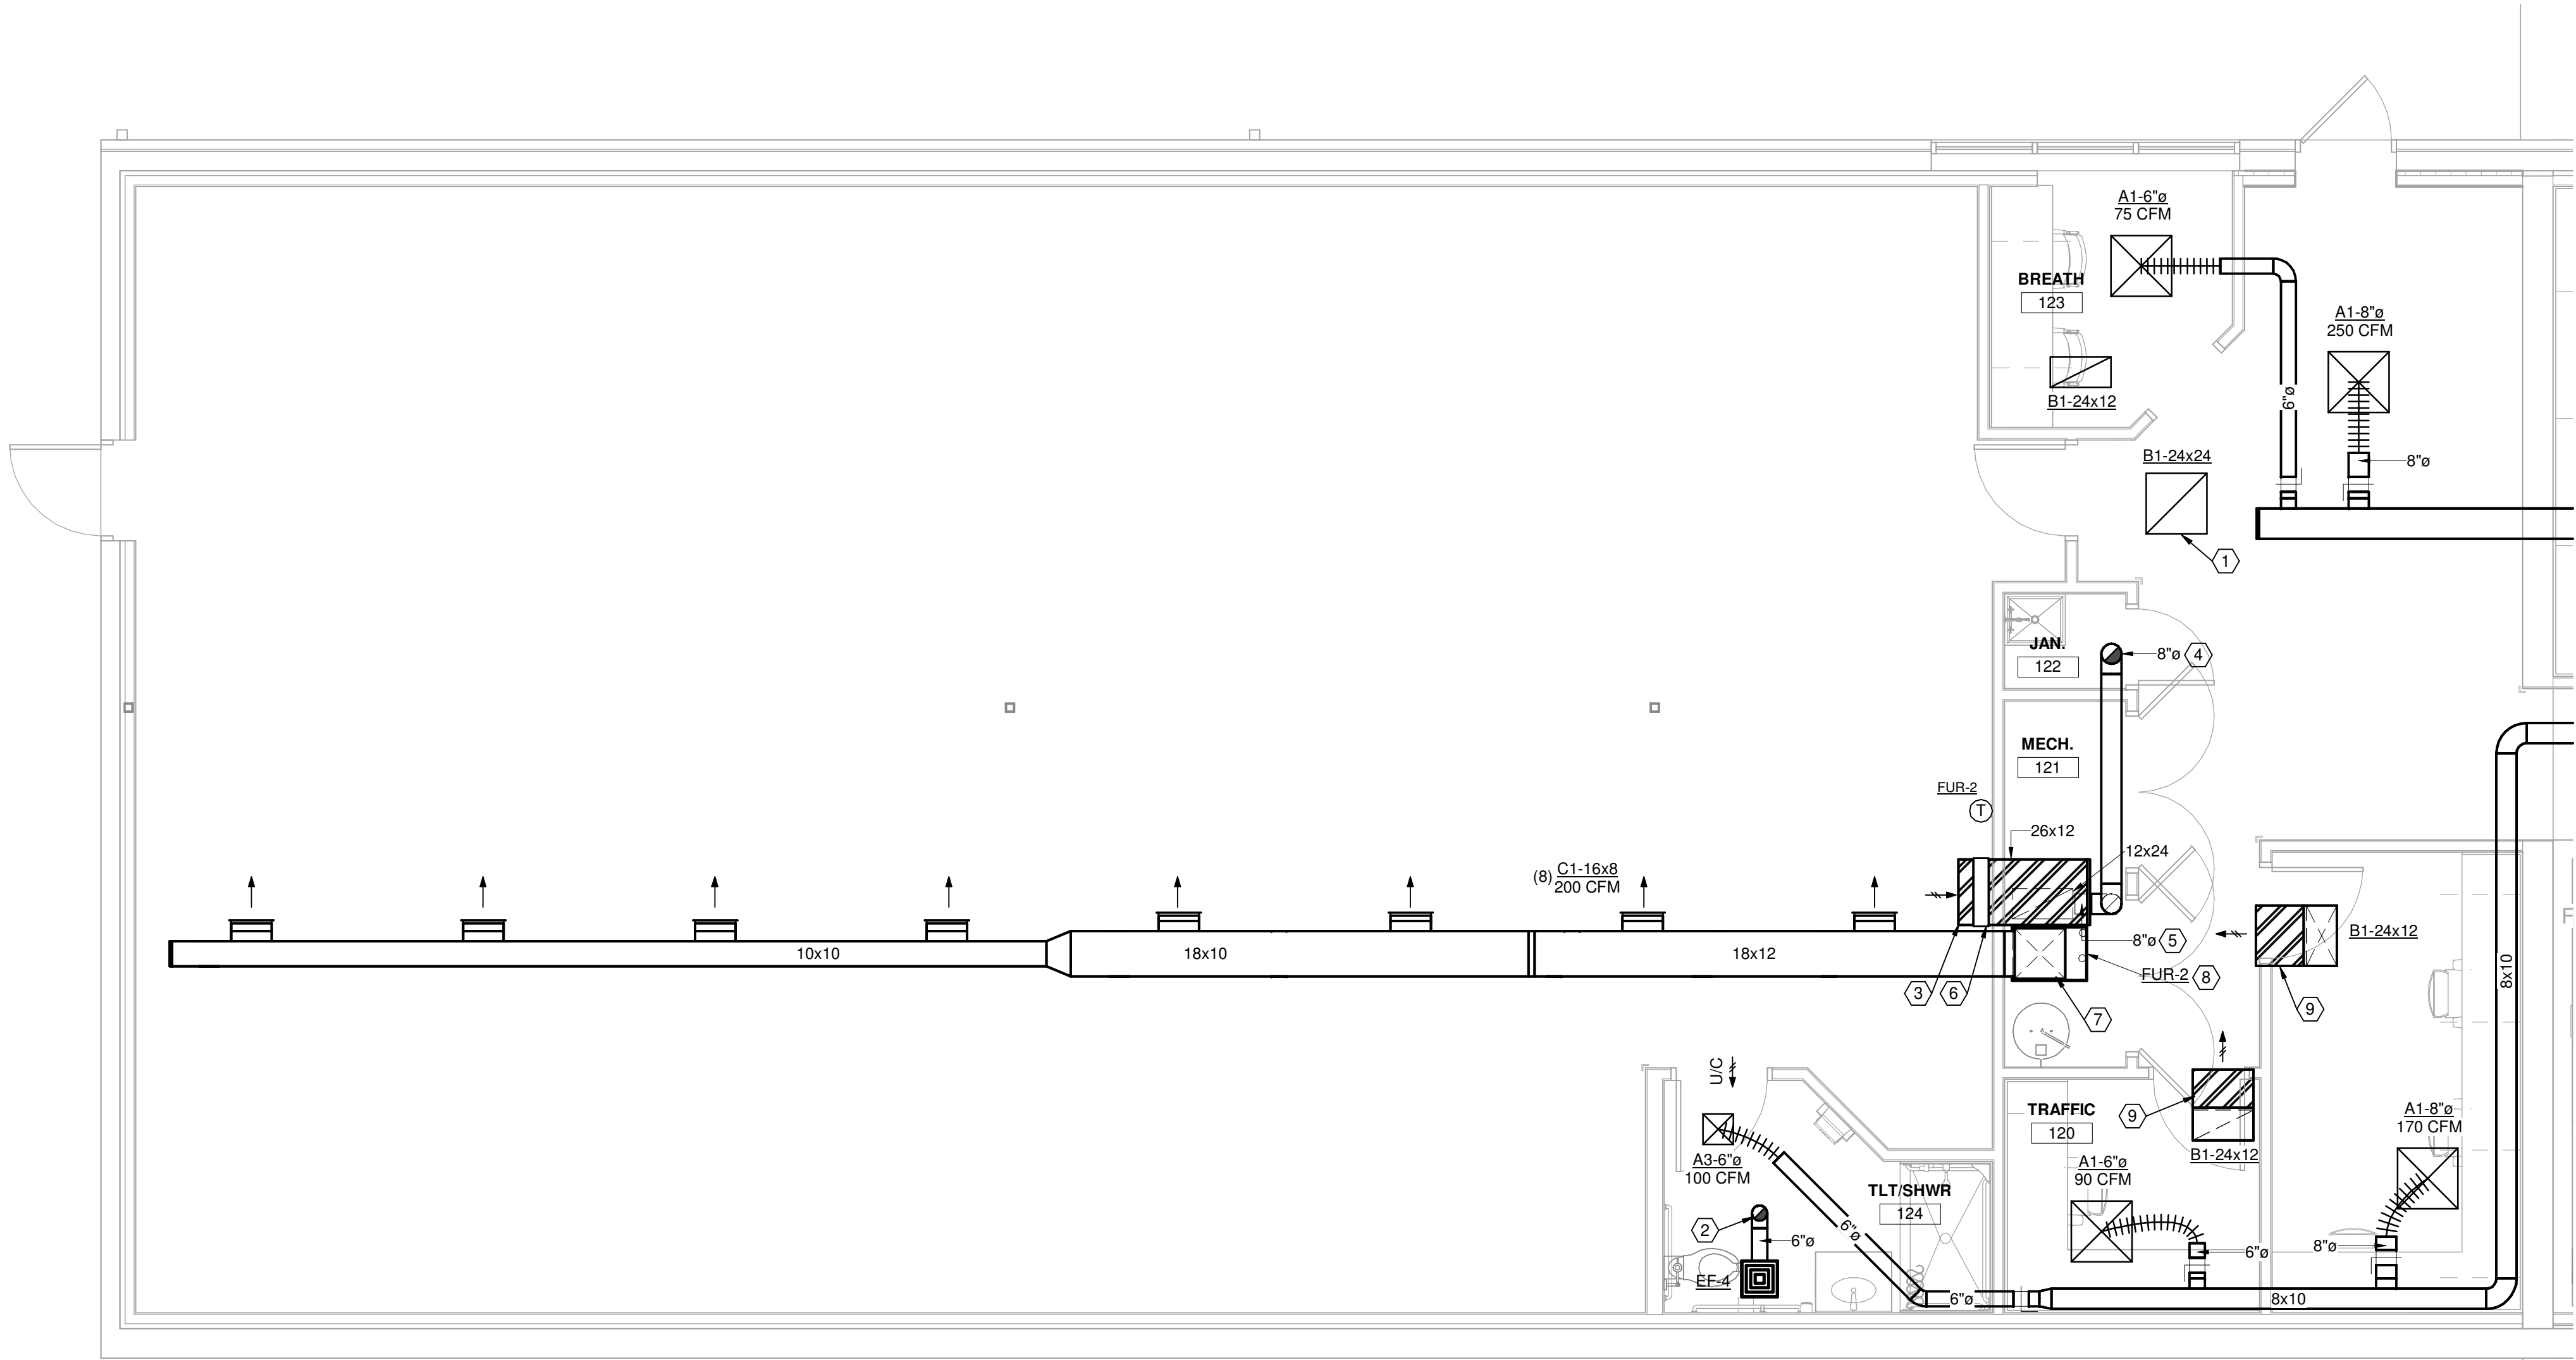 A1-6"ø
75 CFM
BREATH
123
B1-24x12
A1-8"ø
250 CFM
6"ø
8"ø
B1-24x24
1
JAN.
122
8"ø
4
MECH.
121
FUR-2
T
26x12
12x24
(8)
C1-16x8
200 CFM
10x10
18x10
18x12
8"ø
5
FUR-2
8
3
6
7
B1-24x12
9
8x10
F
U/C
TRAFFIC
120
9
B1-24x12
A1-8"ø
170 CFM
A3-6"ø
100 CFM
A1-6"ø
90 CFM
TLT/SHWR
124
2
6"ø
6"ø
EF-4
6"ø
8"ø
6"ø
8x10